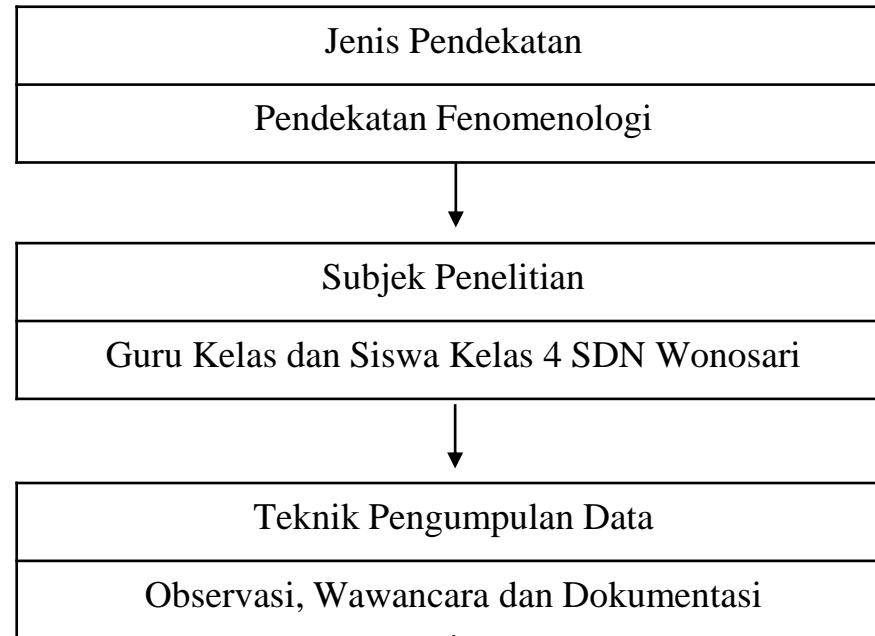 Jenis Pendekatan
Pendekatan Fenomenologi
Subjek Penelitian
Guru Kelas dan Siswa Kelas 4 SDN Wonosari
Teknik Pengumpulan Data
Observasi, Wawancara dan Dokumentasi